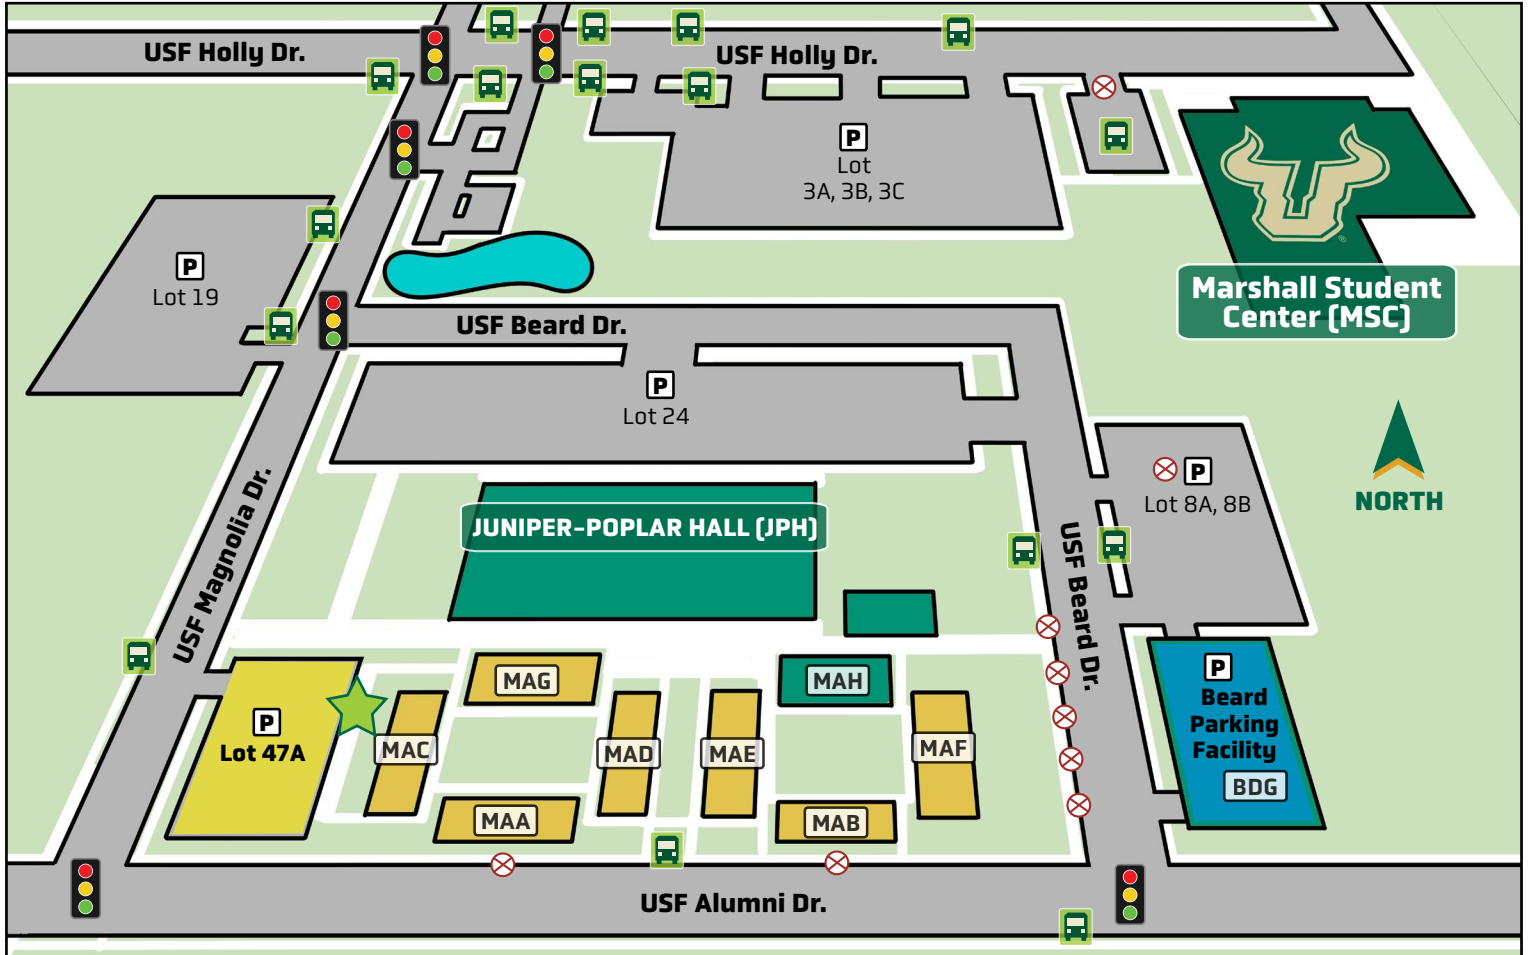 USF Holly Dr.
USF Holly Dr.
P
Lot
3A, 3B, 3C
®
P
Lot 19
Marshall Student
Center (MSC)
USF Beard Dr.
P
Lot 24
P
Lot 8A, 8B
NORTH
JUNIPER-POPLAR HALL (JPH)
USF Magnolia Dr.
USF Beard Dr.
MAG
MAH
P
Beard
Parking
Facility
BDG
P
Lot 47A
MAC
MAD
MAE
MAF
MAA
MAB
USF Alumni Dr.